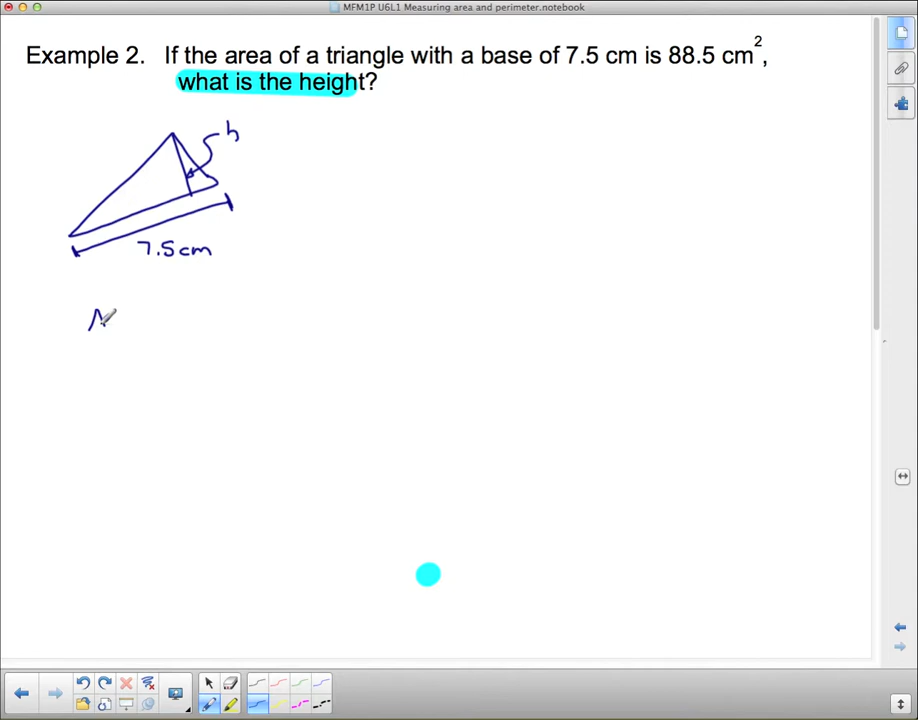 MFM1P U6L1 Measuring area and perimeter.notebook
Example 2. If the area of a triangle with a base of 7.5 cm is 88.5 cm²,
what is the height?
h
7.5cm